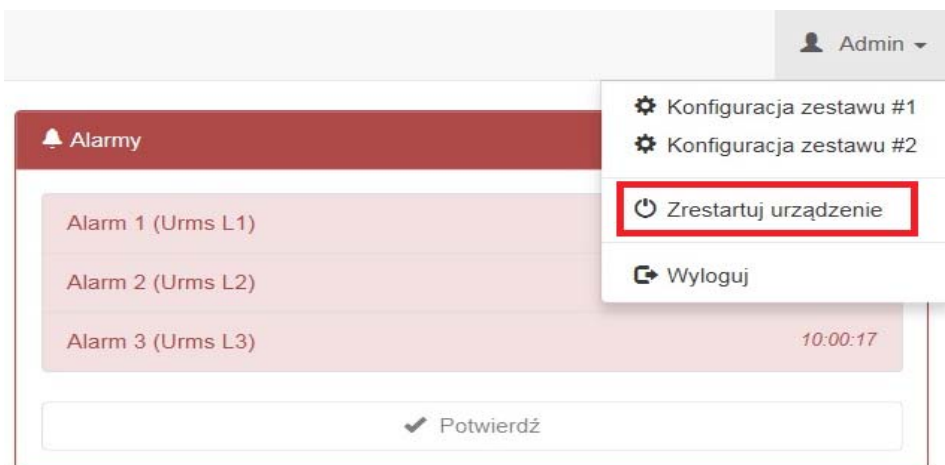 Admin
Konfiguracja zestawu #1
Konfiguracja zestawu #2
Zrestartuj urządzenie
Wyloguj
Alarmy
Alarm 1 (Urms L1)
Alarm 2 (Urms L2)
Alarm 3 (Urms L3) 10:00:17
Potwierdź